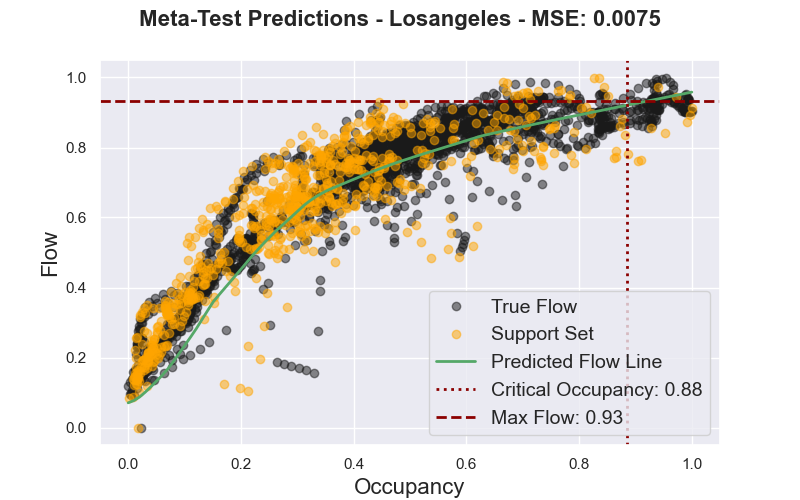 Meta-Test Predictions - Losangeles - MSE: 0.0075
1.0
0.8
0.6
0.4
0.2
0.0
Flow
True Flow
Support Set
Predicted Flow Line
Critical Occupancy: 0.88
Max Flow: 0.93
0.0 0.2 0.4 0.6 0.8 1.0
Occupancy